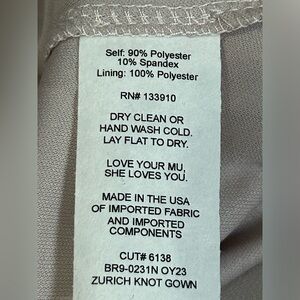 Self: 90% Polyester
10% Spandex
Lining: 100% Polyester
RN# 133910
DRY CLEAN OR
HAND WASH COLD.
LAY FLAT TO DRY.
LOVE YOUR MU,
SHE LOVES YOU.
MADE IN THE USA
OF IMPORTED FABRIC
AND IMPORTED
COMPONENTS
CUT# 6138
BR9-0231N OY23
ZURICH KNOT GOWN